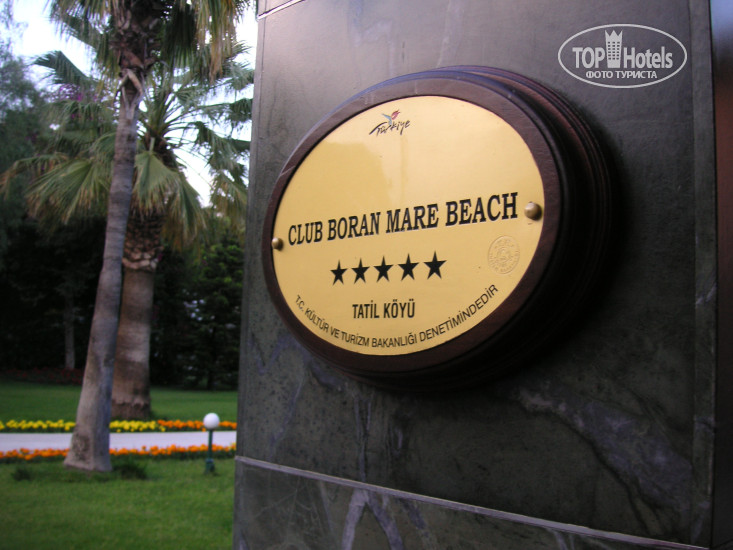 TOP Hotels
ФОТО ТУРИСТА
Türkiye
CLUB BORAN MARE BEACH
TATİL KÖYÜ
T.C. KÜLTÜR VE TURİZM BAKANLIĞI DENETİMİNDEDİR